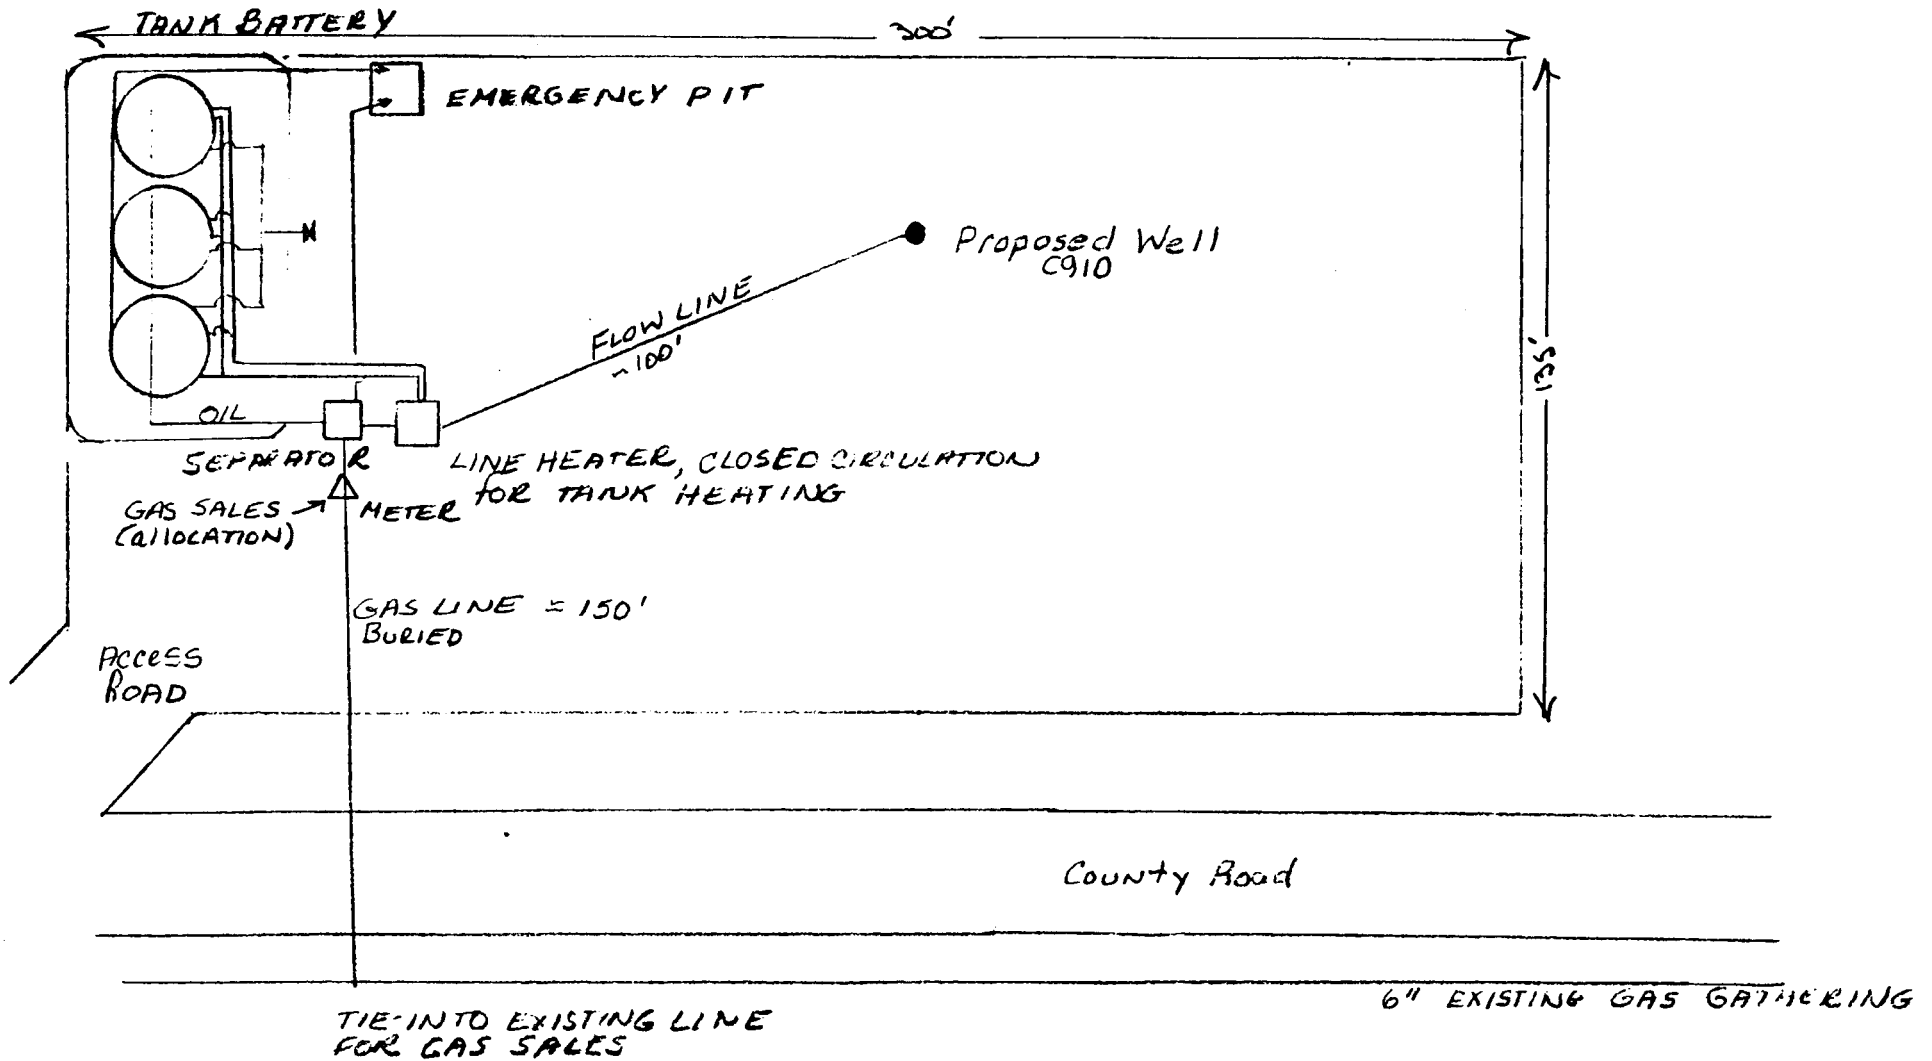 TANK BATTERY
300'
EMERGENCY PIT
Proposed Well
C910
FLOW LINE
~100'
135'
OIL
SEPARATOR
LINE HEATER, CLOSED CIRCULATION
FOR TANK HEATING
GAS SALES
(allOCATION)
METER
GAS LINE ≈ 150'
BURIED
Access
ROAD
County Road
6" EXISTING GAS GATHERING
TIE-INTO EXISTING LINE
FOR GAS SALES